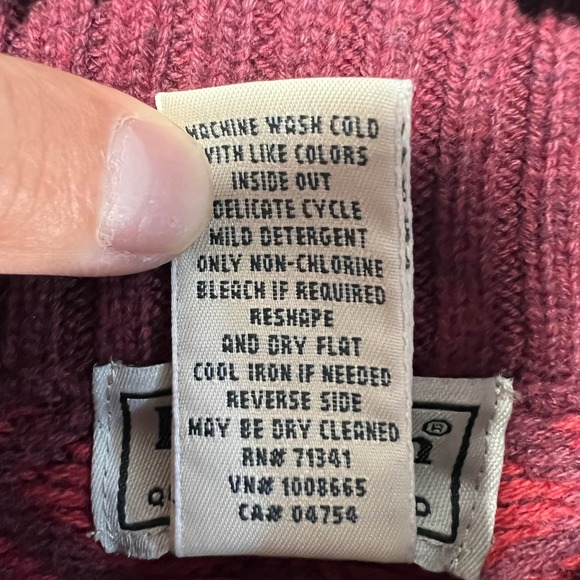 MACHINE WASH COLD
WITH LIKE COLORS
INSIDE OUT
DELICATE CYCLE
MILD DETERGENT
ONLY NON-CHLORINE
BLEACH IF REQUIRED
RESHAPE
AND DRY FLAT
COOL IRON IF NEEDED
REVERSE SIDE
MAY BE DRY CLEANED
RN# 71341
VN# 1008665
CA# 04754